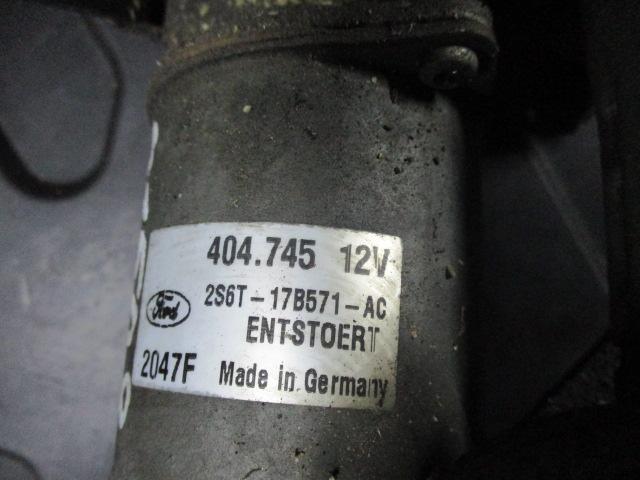 404.745 12V
Ford 2S6T-17B571-AC
ENTSTOERT
2047F Made in Germany